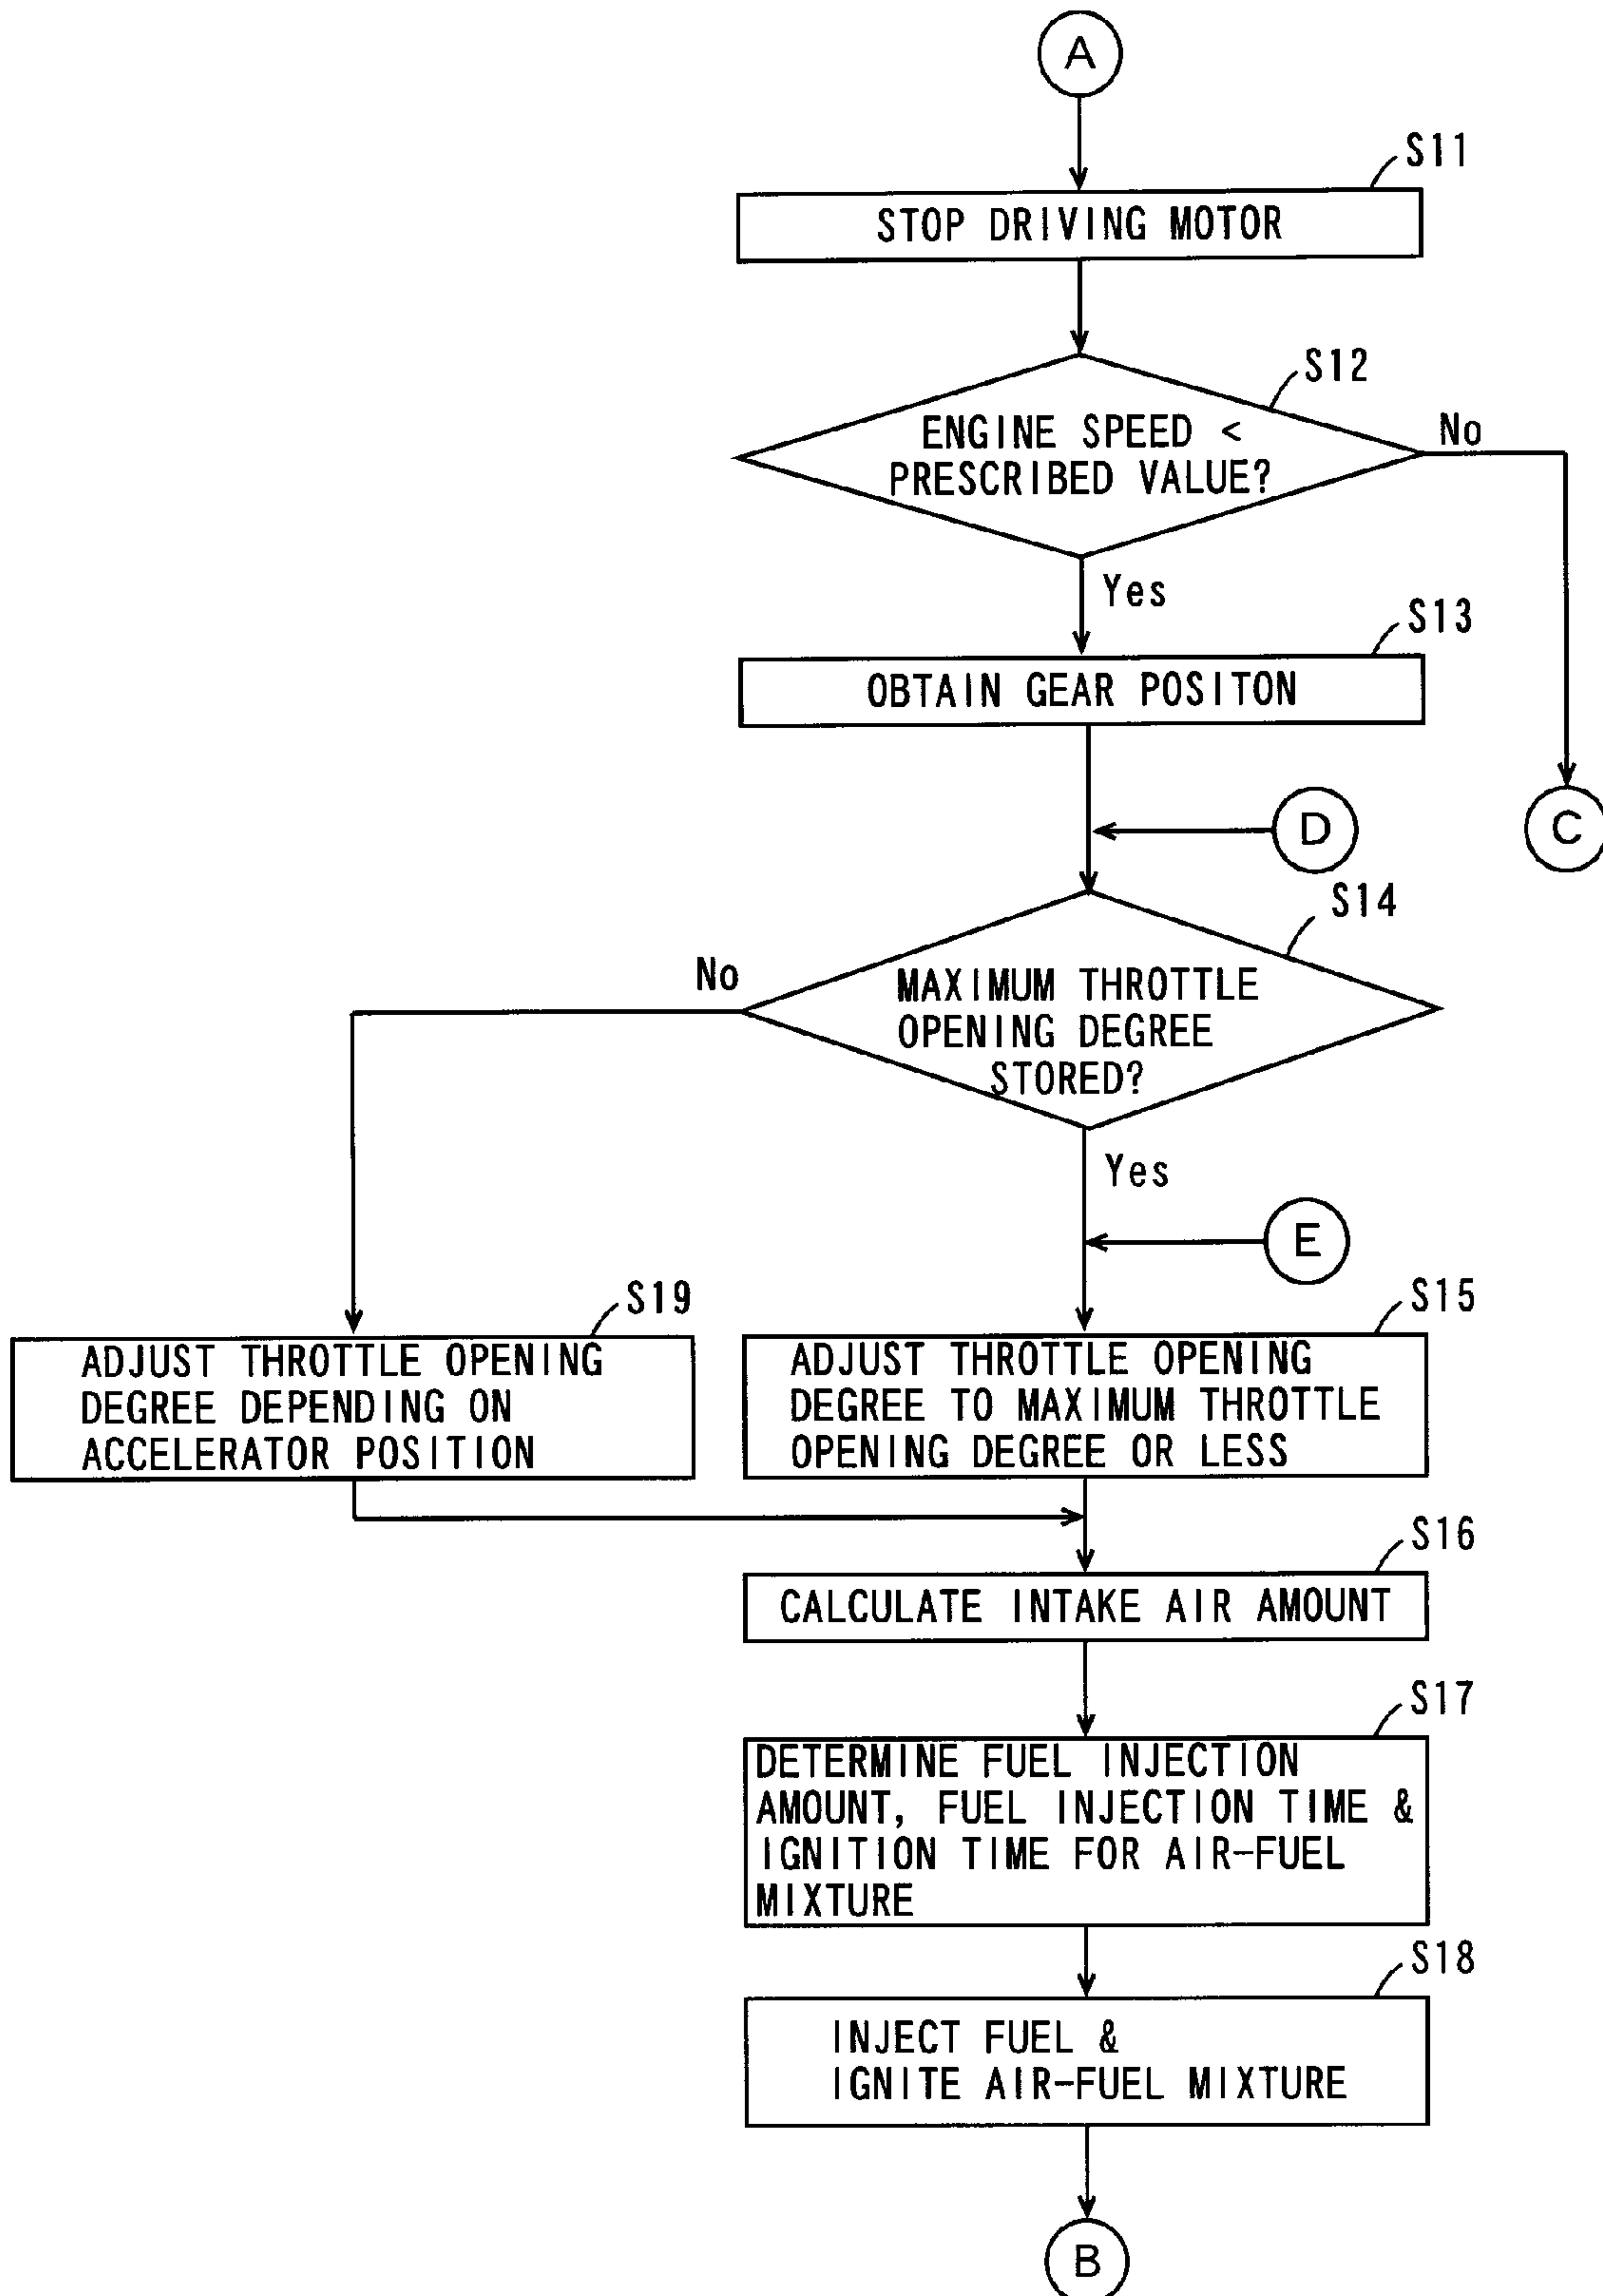 A
S11
STOP DRIVING MOTOR
S12
ENGINE SPEED <
PRESCRIBED VALUE?
No
Yes
S13
OBTAIN GEAR POSITON
D
C
S14
No
MAXIMUM THROTTLE
OPENING DEGREE
STORED?
Yes
E
S19
ADJUST THROTTLE OPENING
DEGREE DEPENDING ON
ACCELERATOR POSITION
S15
ADJUST THROTTLE OPENING
DEGREE TO MAXIMUM THROTTLE
OPENING DEGREE OR LESS
S16
CALCULATE INTAKE AIR AMOUNT
S17
DETERMINE FUEL INJECTION
AMOUNT, FUEL INJECTION TIME &
IGNITION TIME FOR AIR-FUEL
MIXTURE
S18
INJECT FUEL &
IGNITE AIR-FUEL MIXTURE
B